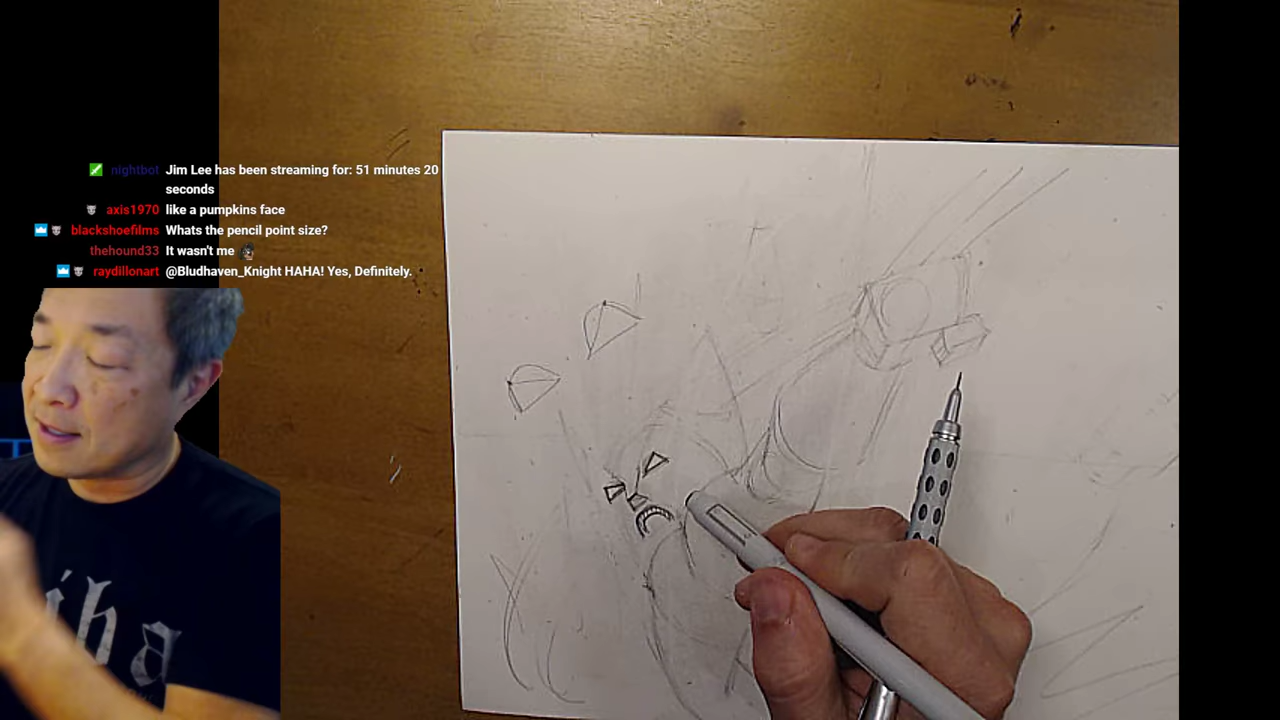 nightbot Jim Lee has been streaming for: 51 minutes 20
seconds
axis1970 like a pumpkins face
blackshoefilms Whats the pencil point size?
thehound33 It wasn't me
raydillonart @Bludhaven_Knight HAHA! Yes, Definitely.